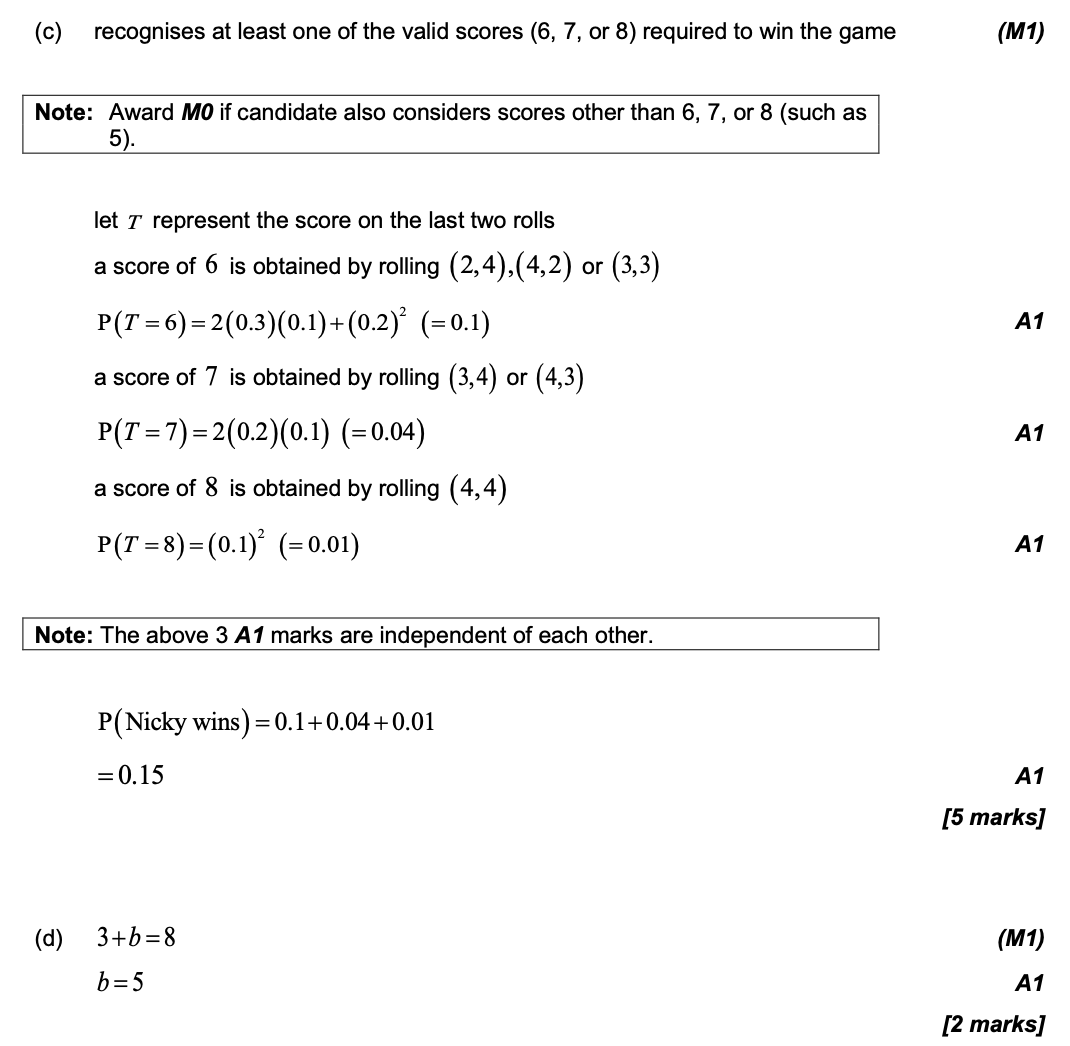 (c) recognises at least one of the valid scores (6, 7, or 8) required to win the game (M1)
Note: Award M0 if candidate also considers scores other than 6, 7, or 8 (such as
5).
let T represent the score on the last two rolls
a score of 6 is obtained by rolling (2,4),(4,2) or (3,3)
P(T = 6) = 2(0.3)(0.1)+(0.2)² (= 0.1) A1
a score of 7 is obtained by rolling (3,4) or (4,3)
P(T = 7) = 2(0.2)(0.1) (= 0.04) A1
a score of 8 is obtained by rolling (4,4)
P(T = 8) = (0.1)² (= 0.01) A1
Note: The above 3 A1 marks are independent of each other.
P(Nicky wins) = 0.1+0.04+0.01
= 0.15 A1
[5 marks]
(d) 3+b=8 (M1)
b=5 A1
[2 marks]